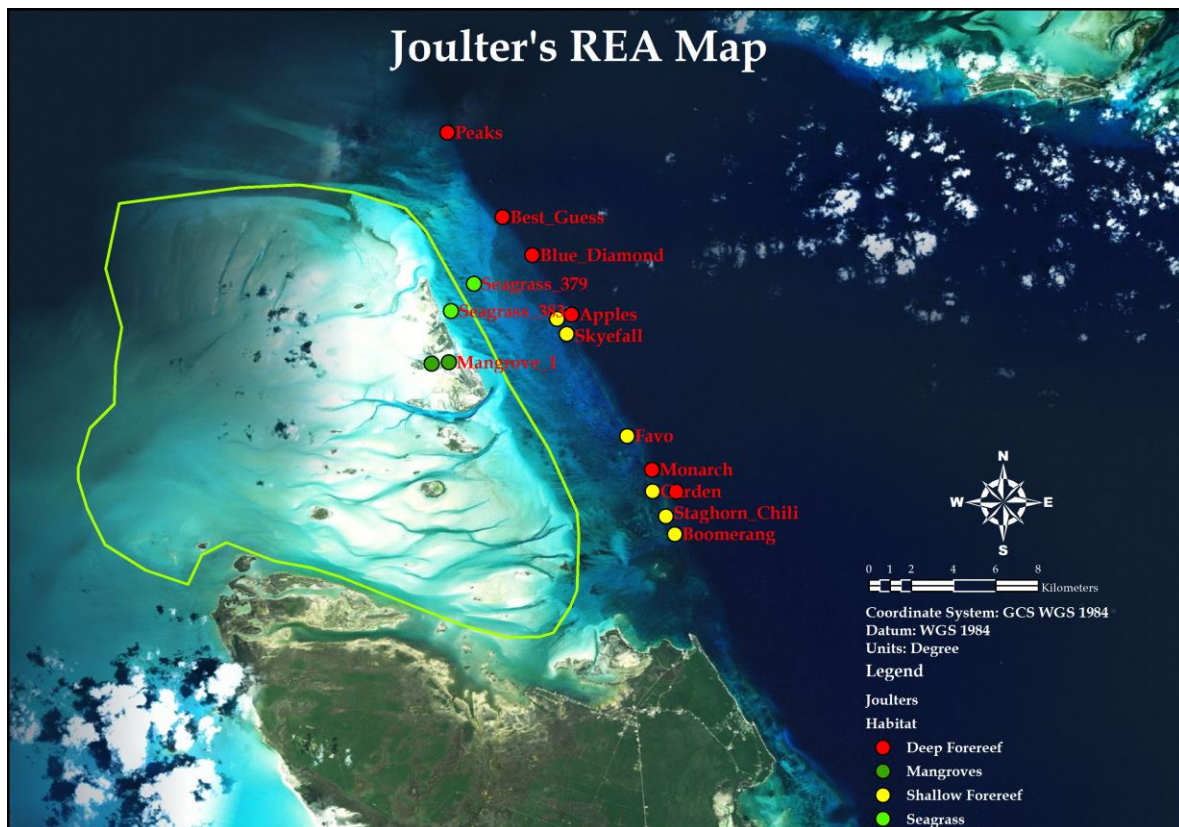 Joulter's REA Map
Peaks
Best_Guess
Blue_Diamond
Seagrass_379
Seagrass_383
Apples
Skyefall
Mangrove_1
Favo
Monarch
Garden
Staghorn_Chili
Boomerang
N
W E
S
0 1 2 4 6 8
Kilometers
Coordinate System: GCS WGS 1984
Datum: WGS 1984
Units: Degree
Legend
Joulters
Habitat
Deep Forereef
Mangroves
Shallow Forereef
Seagrass